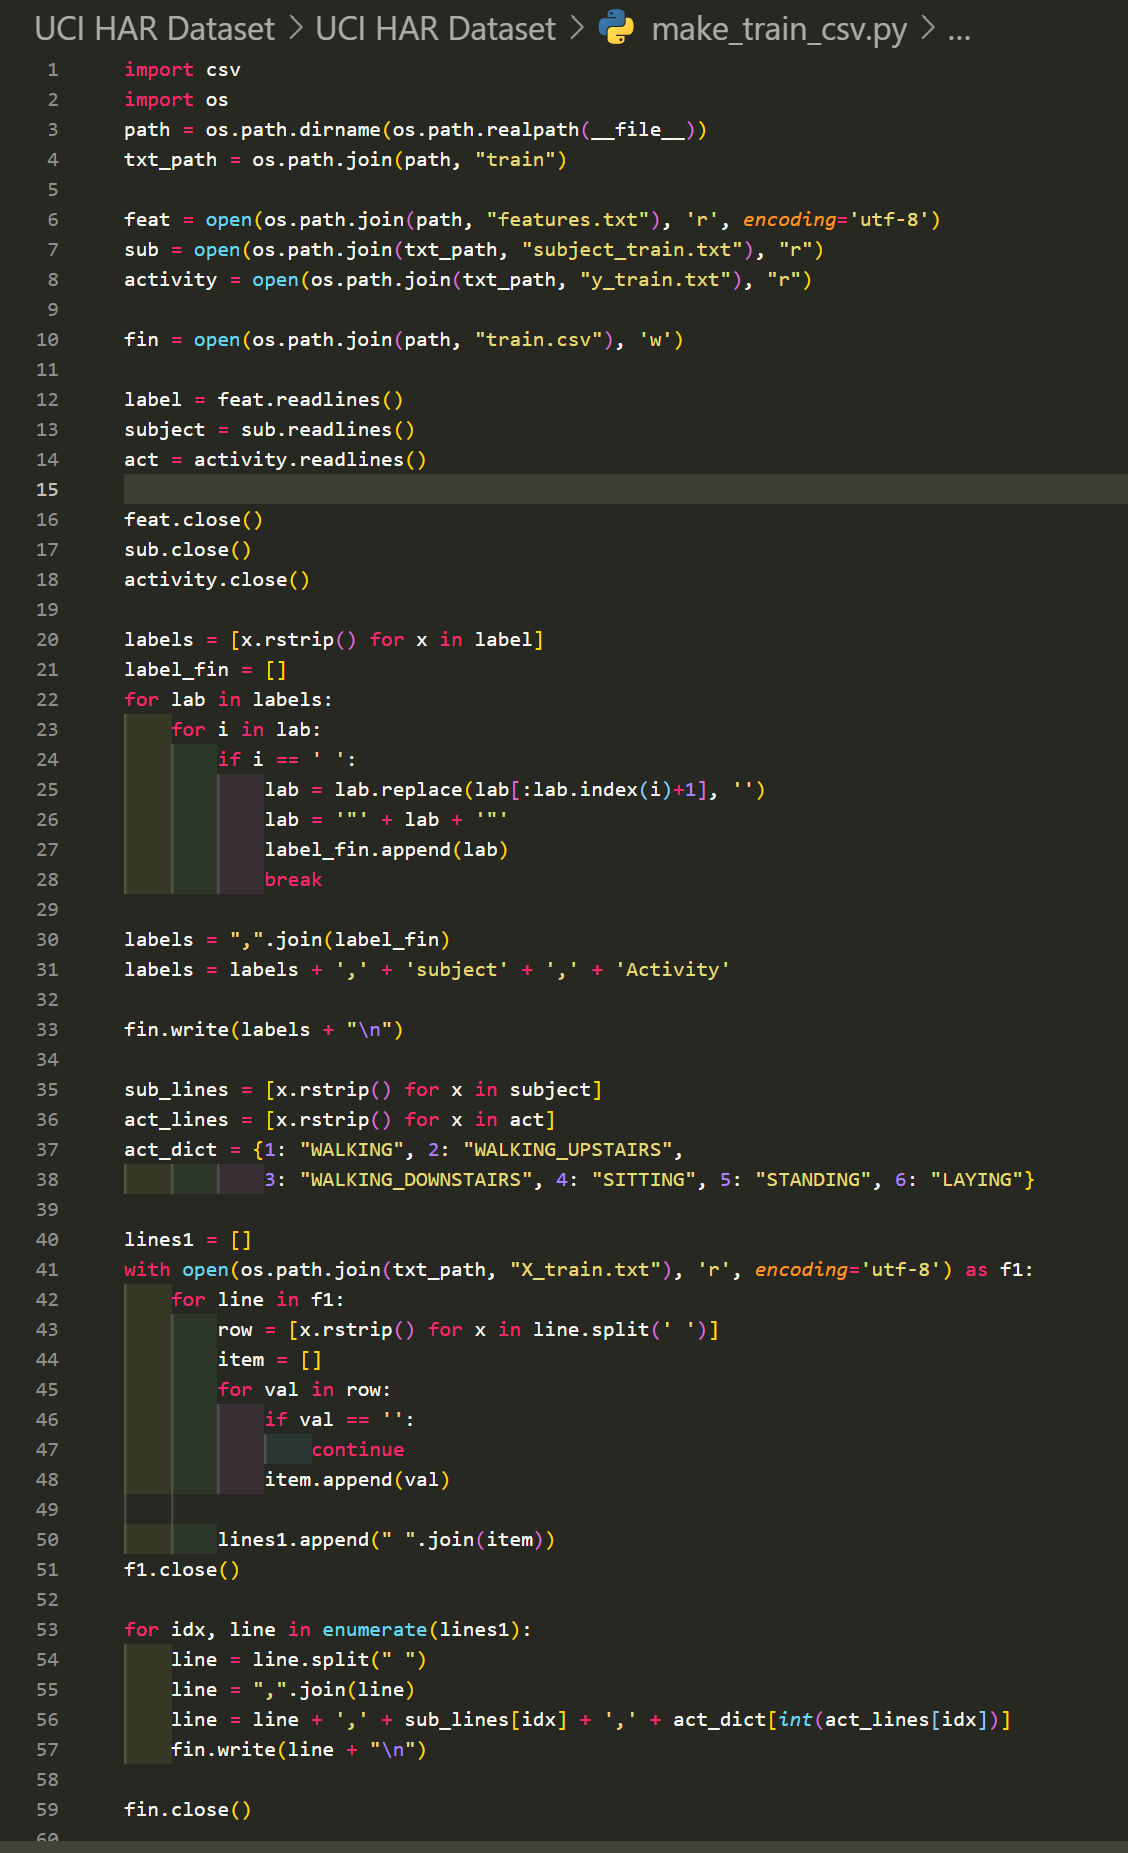 UCI HAR Dataset > UCI HAR Dataset > make_train_csv.py > ...
1 import csv
2 import os
3 path = os.path.dirname(os.path.realpath(__file__))
4 txt_path = os.path.join(path, "train")
5
6 feat = open(os.path.join(path, "features.txt"), 'r', encoding='utf-8')
7 sub = open(os.path.join(txt_path, "subject_train.txt"), "r")
8 activity = open(os.path.join(txt_path, "y_train.txt"), "r")
9
10 fin = open(os.path.join(path, "train.csv"), 'w')
11
12 label = feat.readlines()
13 subject = sub.readlines()
14 act = activity.readlines()
15
16 feat.close()
17 sub.close()
18 activity.close()
19
20 labels = [x.rstrip() for x in label]
21 label_fin = []
22 for lab in labels:
23     for i in lab:
24         if i == ' ':
25             lab = lab.replace(lab[:lab.index(i)+1], '')
26             lab = '"' + lab + '"'
27             label_fin.append(lab)
28             break
29
30 labels = ",".join(label_fin)
31 labels = labels + ',' + 'subject' + ',' + 'Activity'
32
33 fin.write(labels + "\n")
34
35 sub_lines = [x.rstrip() for x in subject]
36 act_lines = [x.rstrip() for x in act]
37 act_dict = {1: "WALKING", 2: "WALKING_UPSTAIRS",
38             3: "WALKING_DOWNSTAIRS", 4: "SITTING", 5: "STANDING", 6: "LAYING"}
39
40 lines1 = []
41 with open(os.path.join(txt_path, "X_train.txt"), 'r', encoding='utf-8') as f1:
42     for line in f1:
43         row = [x.rstrip() for x in line.split(' ')]
44         item = []
45         for val in row:
46             if val == '':
47                 continue
48             item.append(val)
49
50         lines1.append(" ".join(item))
51 f1.close()
52
53 for idx, line in enumerate(lines1):
54     line = line.split(" ")
55     line = ",".join(line)
56     line = line + ',' + sub_lines[idx] + ',' + act_dict[int(act_lines[idx])]
57     fin.write(line + "\n")
58
59 fin.close()
60